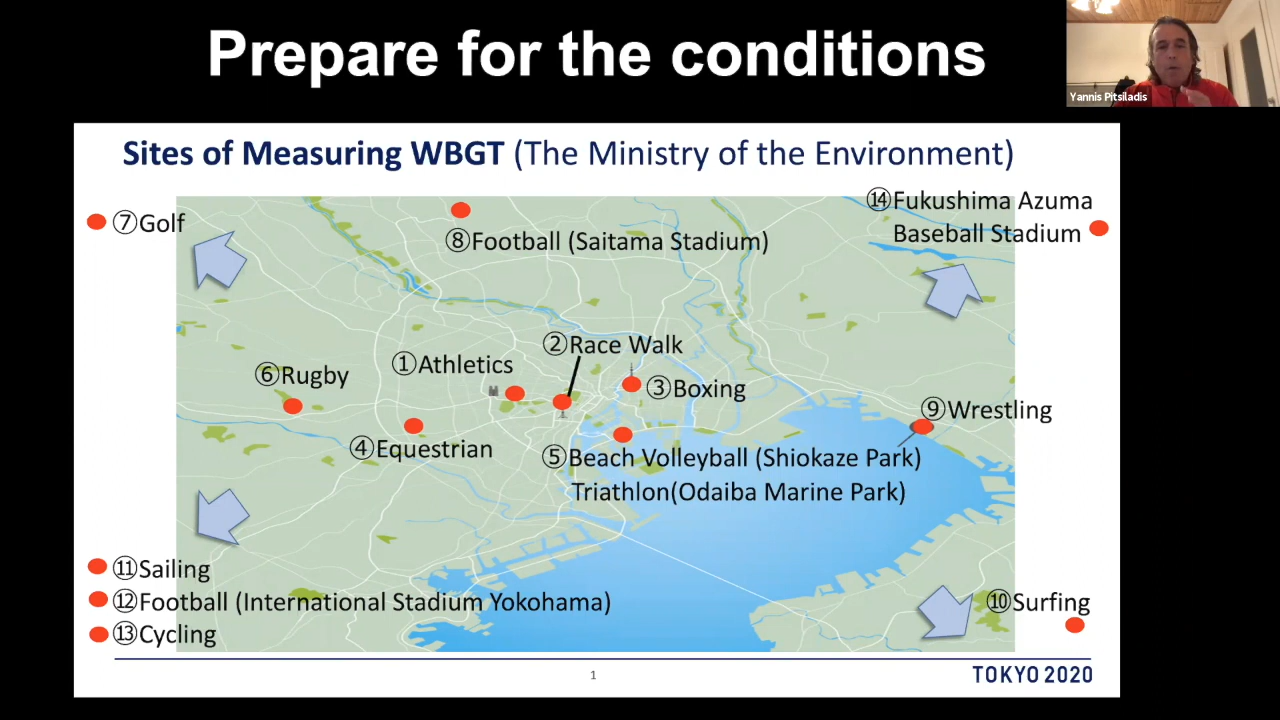 Prepare for the conditions
Yannis Pitsiladis
Sites of Measuring WBGT (The Ministry of the Environment)
⑦Golf
⑧Football (Saitama Stadium)
⑭Fukushima Azuma
Baseball Stadium
②Race Walk
①Athletics
⑥Rugby
③Boxing
⑨Wrestling
④Equestrian
⑤Beach Volleyball (Shiokaze Park)
Triathlon(Odaiba Marine Park)
⑪Sailing
⑫Football (International Stadium Yokohama)
⑩Surfing
⑬Cycling
1
TOKYO 2020